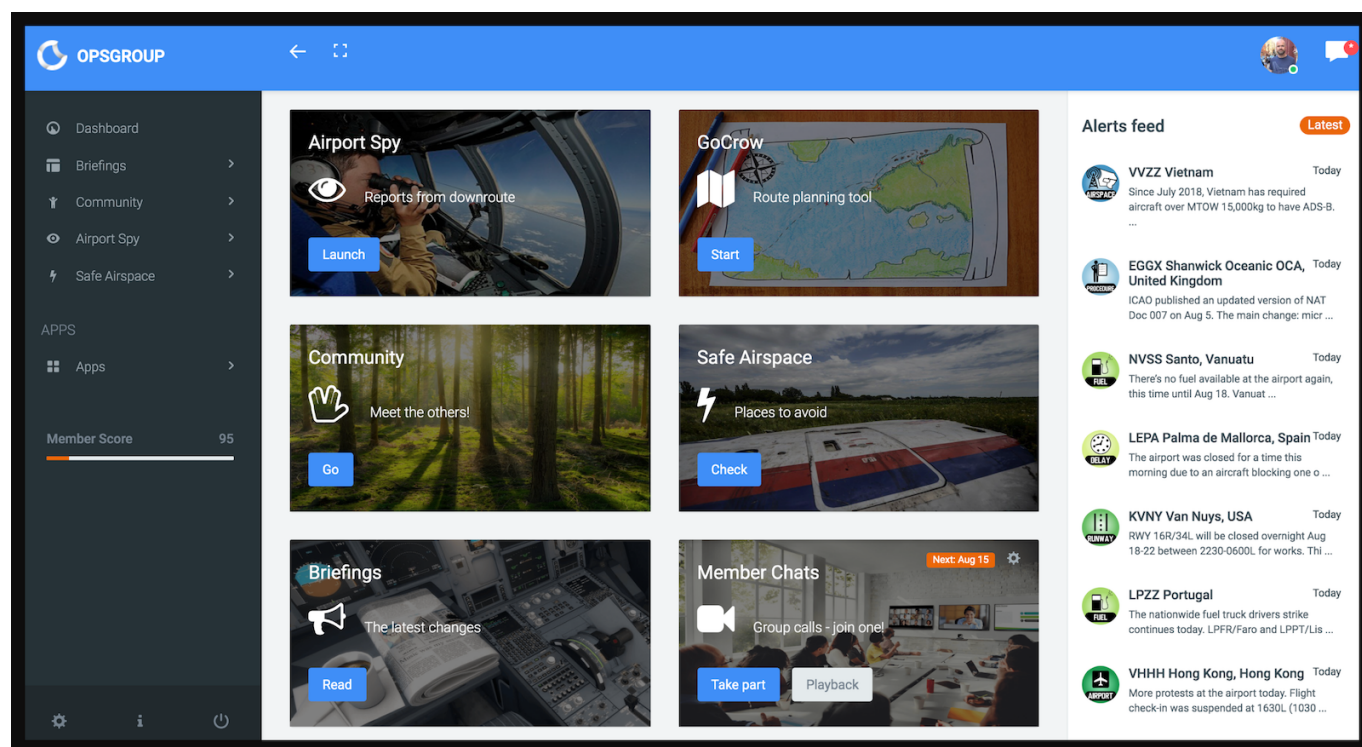 OPSGROUP
Dashboard
Briefings
Community
Airport Spy
Safe Airspace
APPS
Apps
Member Score 95
Airport Spy
Reports from downroute
Launch
GoCrow
Route planning tool
Start
Community
Meet the others!
Go
Safe Airspace
Places to avoid
Check
Briefings
The latest changes
Read
Next: Aug 15
Member Chats
Group calls - join one!
Take part Playback
Alerts feed Latest
AIRSPACE
VVZZ Vietnam Today
Since July 2018, Vietnam has required
aircraft over MTOW 15,000kg to have ADS-B.
...
PROCEDURE
EGGX Shanwick Oceanic OCA, Today
United Kingdom
ICAO published an updated version of NAT
Doc 007 on Aug 5. The main change: micr ...
FUEL
NVSS Santo, Vanuatu Today
There's no fuel available at the airport again,
this time until Aug 18. Vanuat ...
DELAY
LEPA Palma de Mallorca, Spain Today
The airport was closed for a time this
morning due to an aircraft blocking one o ...
RUNWAY
KVNY Van Nuys, USA Today
RWY 16R/34L will be closed overnight Aug
18-22 between 2230-0600L for works. Thi ...
FUEL
LPZZ Portugal Today
The nationwide fuel truck drivers strike
continues today. LPFR/Faro and LPPT/Lis ...
AIRPORT
VHHH Hong Kong, Hong Kong Today
More protests at the airport today. Flight
check-in was suspended at 1630L (1030 ...